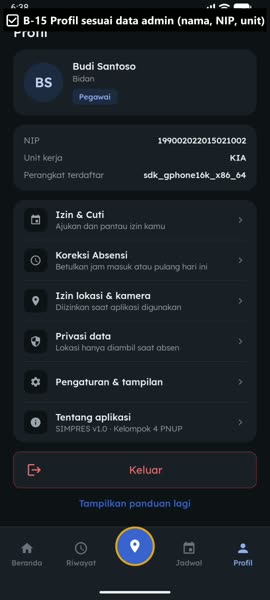 6:38
B-15 Profil sesuai data admin (nama, NIP, unit)
Profil
BS
Budi Santoso
Bidan
Pegawai
NIP 199002022015021002
Unit kerja KIA
Perangkat terdaftar sdk_gphone16k_x86_64
Izin & Cuti
Ajukan dan pantau izin kamu
Koreksi Absensi
Betulkan jam masuk atau pulang hari ini
Izin lokasi & kamera
Diizinkan saat aplikasi digunakan
Privasi data
Lokasi hanya diambil saat absen
Pengaturan & tampilan
Tentang aplikasi
SIMPRES v1.0 · Kelompok 4 PNUP
Keluar
Tampilkan panduan lagi
Beranda Riwayat Jadwal Profil